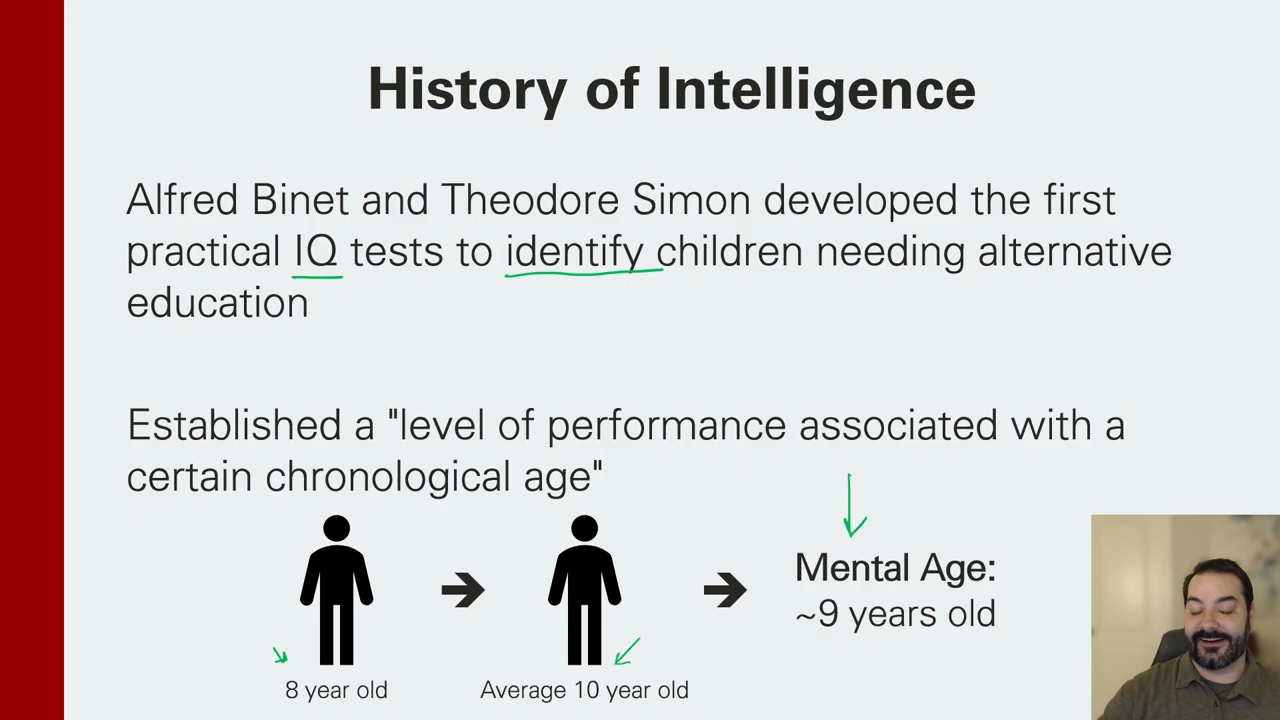 History of Intelligence
Alfred Binet and Theodore Simon developed the first
practical IQ tests to identify children needing alternative
education
Established a "level of performance associated with a
certain chronological age"
Mental Age:
~9 years old
8 year old
Average 10 year old